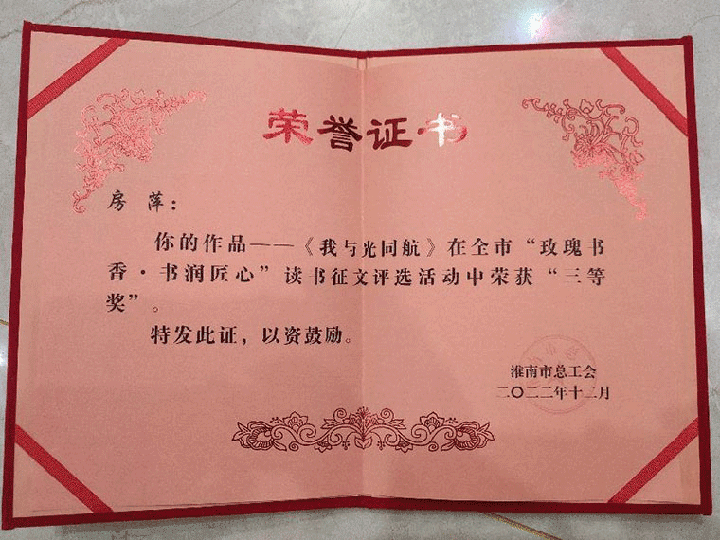 荣誉证书
房 萍：
你的作品——《我与光同航》在全市“玫瑰书
香·书润匠心”读书征文评选活动中荣获“三等
奖”。
特发此证，以资鼓励。
淮南市总工会
二〇二二年十二月